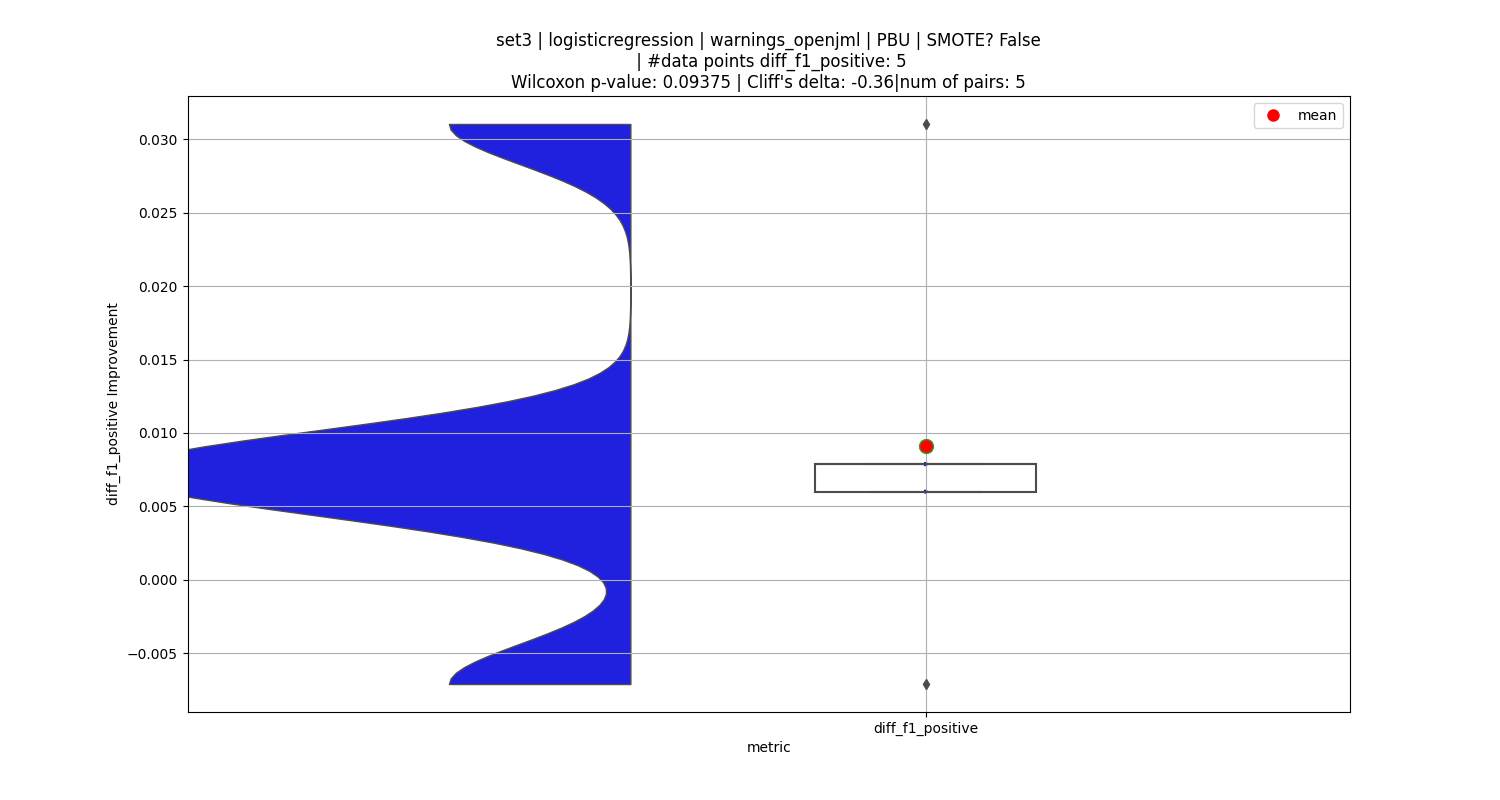 set3 | logisticregression | warnings_openjml | PBU | SMOTE? False
| #data points diff_f1_positive: 5
Wilcoxon p-value: 0.09375 | Cliff's delta: -0.36|num of pairs: 5
mean
0.030
0.025
0.020
0.015
0.010
0.005
0.000
−0.005
diff_f1_positive Improvement
diff_f1_positive
metric